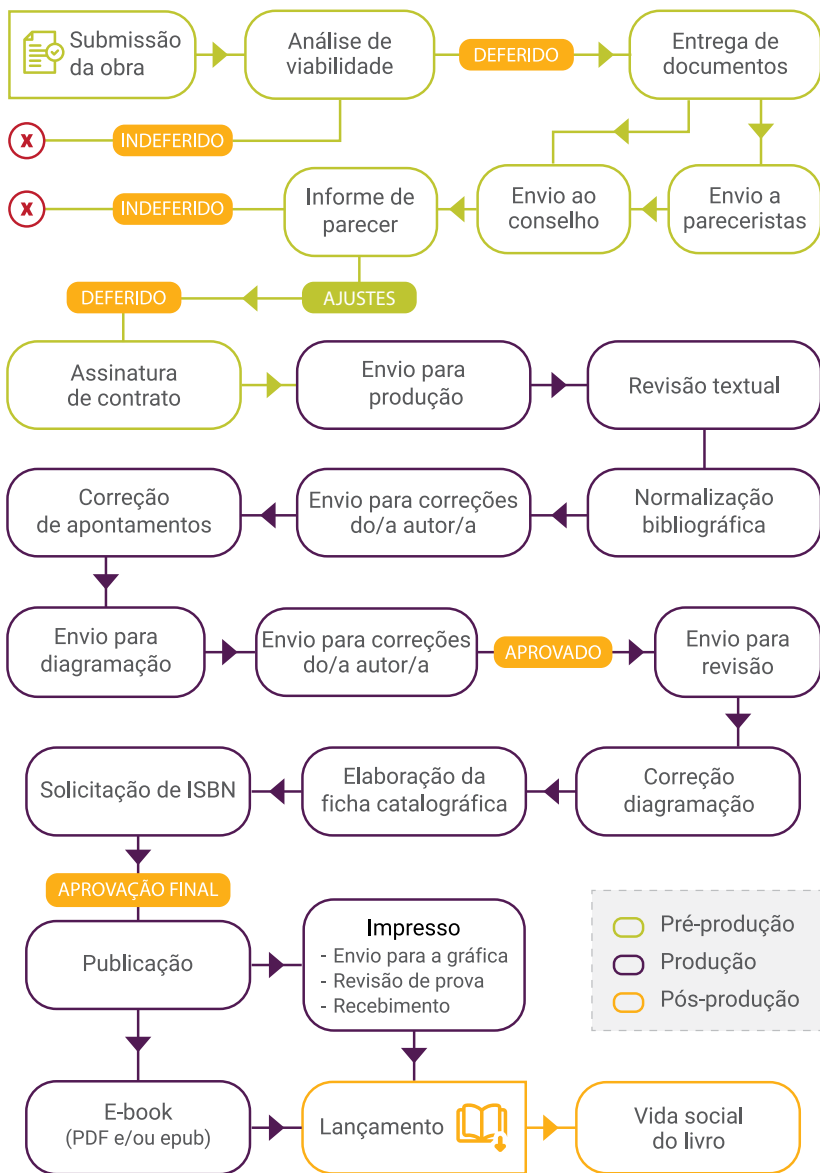 Submissão
da obra
Análise de
viabilidade
DEFERIDO
Entrega de
documentos
X
INDEFERIDO
X
INDEFERIDO
Informe de
parecer
Envio ao
conselho
Envio a
pareceristas
DEFERIDO
AJUSTES
Assinatura
de contrato
Envio para
produção
Revisão textual
Correção
de apontamentos
Envio para correções
do/a autor/a
Normalização
bibliográfica
Envio para
diagramação
Envio para correções
do/a autor/a
APROVADO
Envio para
revisão
Solicitação de ISBN
Elaboração da
ficha catalográfica
Correção
diagramação
APROVAÇÃO FINAL
Publicação
Impresso
- Envio para a gráfica
- Revisão de prova
- Recebimento
Pré-produção
Produção
Pós-produção
E-book
(PDF e/ou epub)
Lançamento
Vida social
do livro